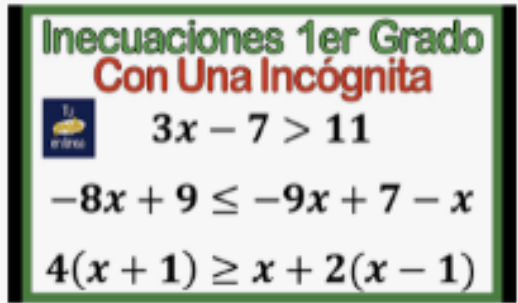 Inecuaciones 1er Grado
Con Una Incógnita
3x − 7 > 11
−8x + 9 ≤ −9x + 7 − x
4(x + 1) ≥ x + 2(x − 1)